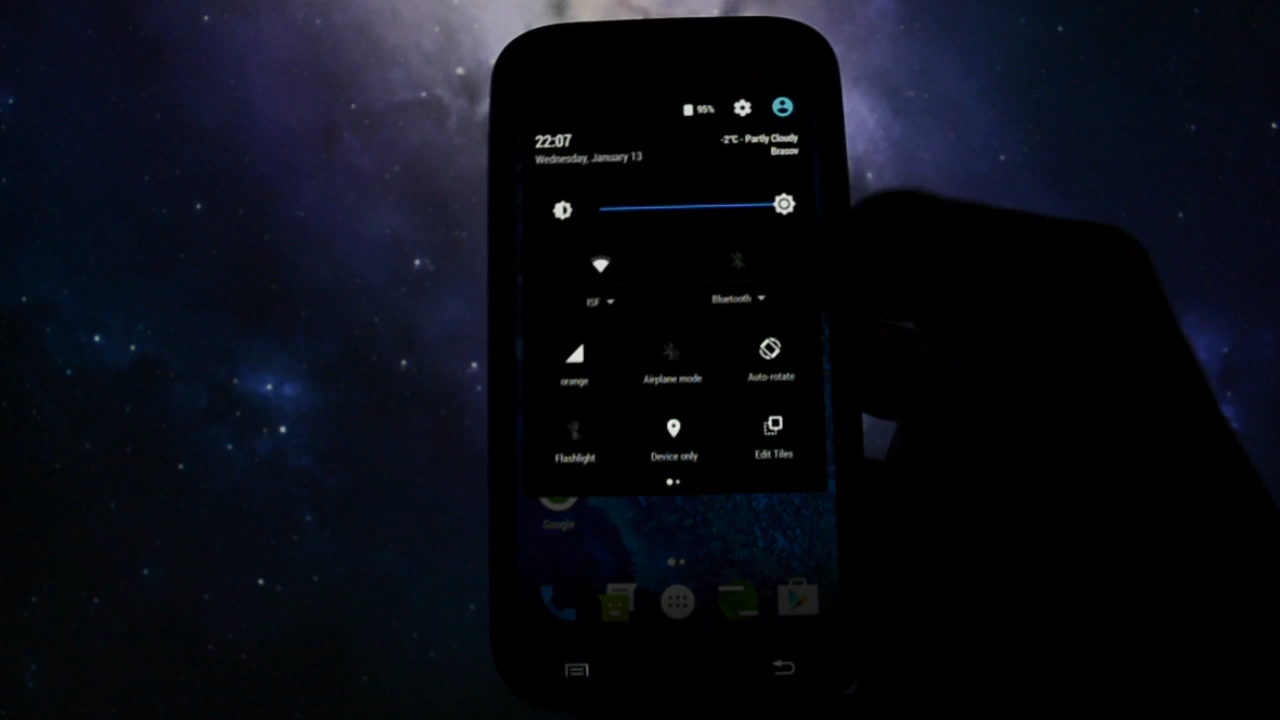 95%
22:07
-2°C - Partly Cloudy
Wednesday, January 13
Brasov
ISF
Bluetooth
orange
Airplane mode
Auto-rotate
Flashlight
Device only
Edit Tiles
Google